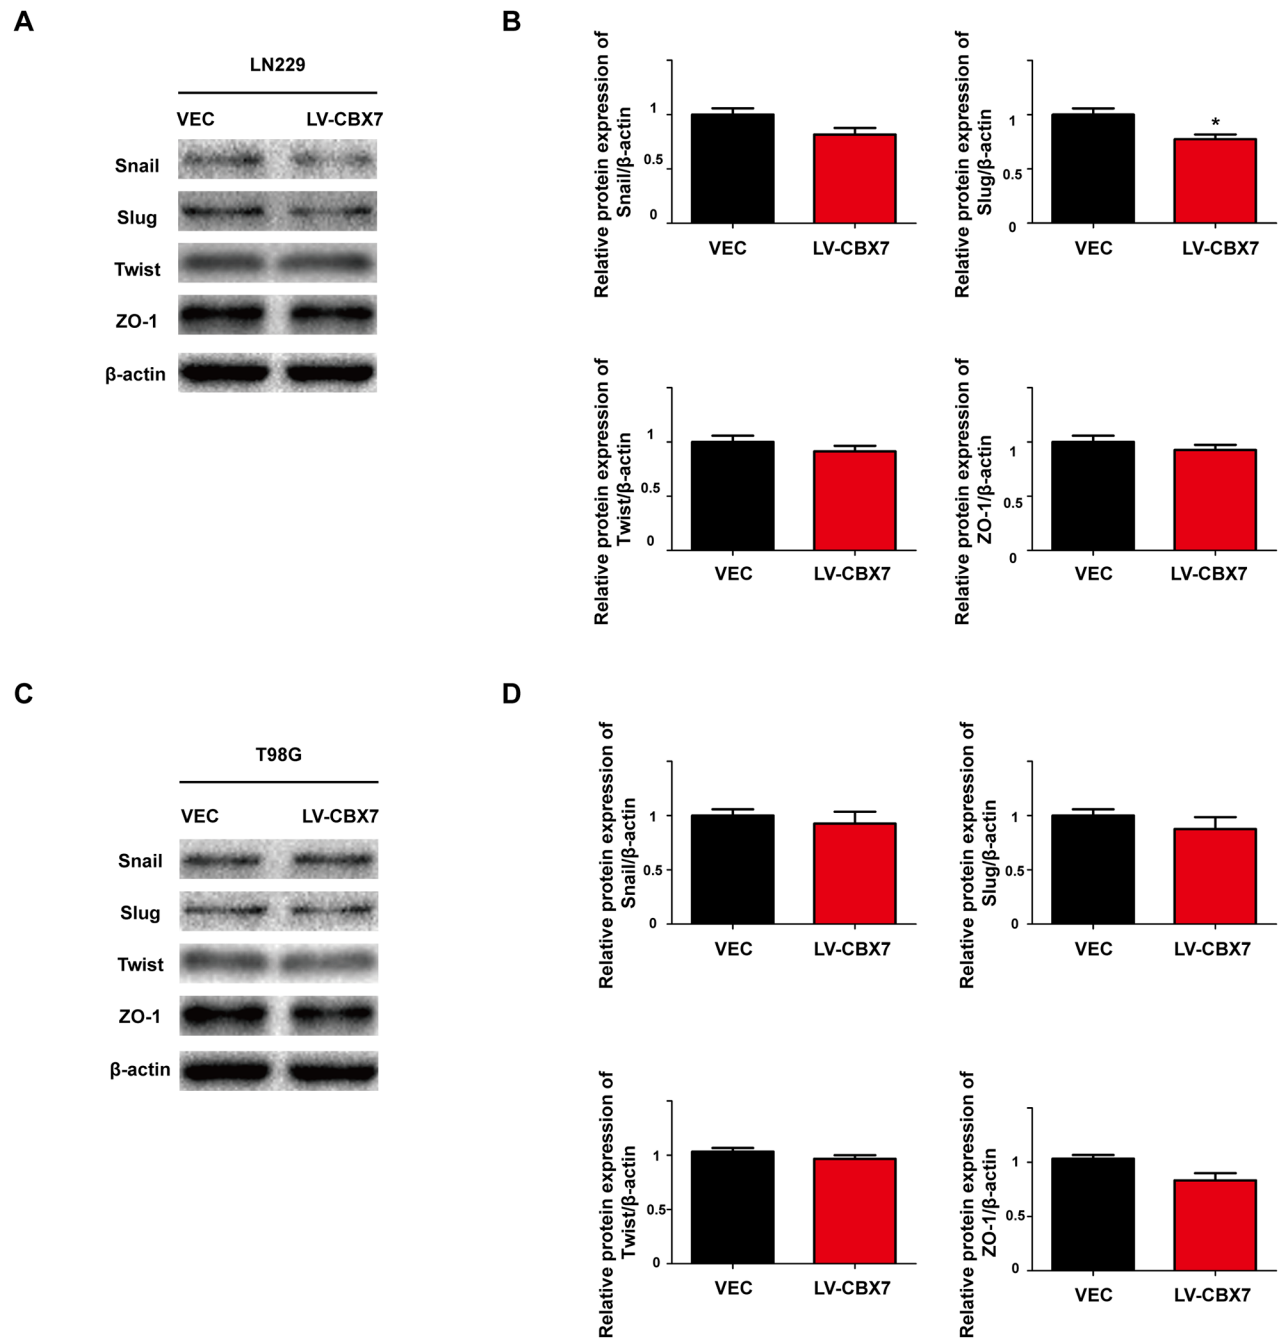 A
LN229
VEC LV-CBX7
Snail
Slug
Twist
ZO-1
β-actin
B
Relative protein expression of
Snail/β-actin
1
0.5
0
VEC LV-CBX7
Relative protein expression of
Slug/β-actin
1
0.5
0
*
VEC LV-CBX7
Relative protein expression of
Twist/β-actin
1
0.5
0
VEC LV-CBX7
Relative protein expression of
ZO-1/β-actin
1
0.5
0
VEC LV-CBX7
C
T98G
VEC LV-CBX7
Snail
Slug
Twist
ZO-1
β-actin
D
Relative protein expression of
Snail/β-actin
1
0.5
0
VEC LV-CBX7
Relative protein expression of
Slug/β-actin
1
0.5
0
VEC LV-CBX7
Relative protein expression of
Twist/β-actin
1
0.5
0
VEC LV-CBX7
Relative protein expression of
ZO-1/β-actin
1
0.5
0
VEC LV-CBX7